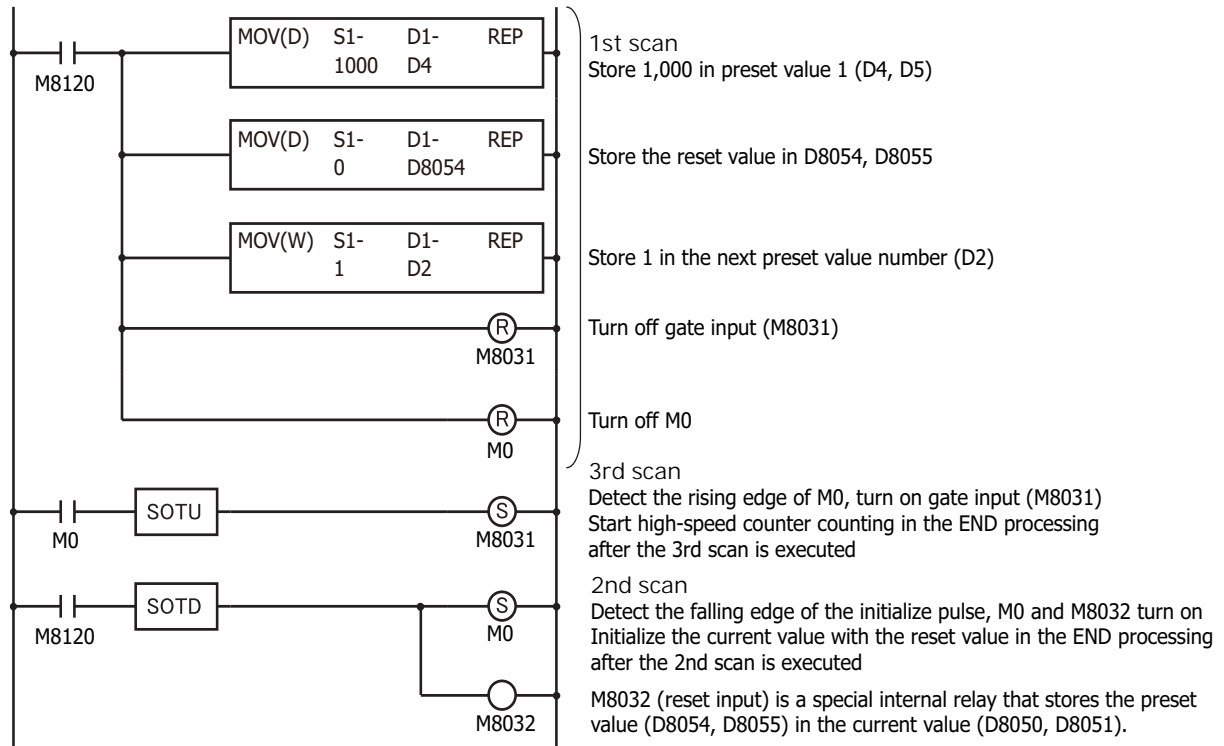 MOV(D) S1- D1- REP
1000 D4
M8120
1st scan
Store 1,000 in preset value 1 (D4, D5)
MOV(D) S1- D1- REP
0 D8054
Store the reset value in D8054, D8055
MOV(W) S1- D1- REP
1 D2
Store 1 in the next preset value number (D2)
R
M8031
Turn off gate input (M8031)
R
M0
Turn off M0
3rd scan
Detect the rising edge of M0, turn on gate input (M8031)
Start high-speed counter counting in the END processing
after the 3rd scan is executed
M0
SOTU
S
M8031
2nd scan
Detect the falling edge of the initialize pulse, M0 and M8032 turn on
Initialize the current value with the reset value in the END processing
after the 2nd scan is executed
M8120
SOTD
S
M0
M8032
M8032 (reset input) is a special internal relay that stores the preset
value (D8054, D8055) in the current value (D8050, D8051).